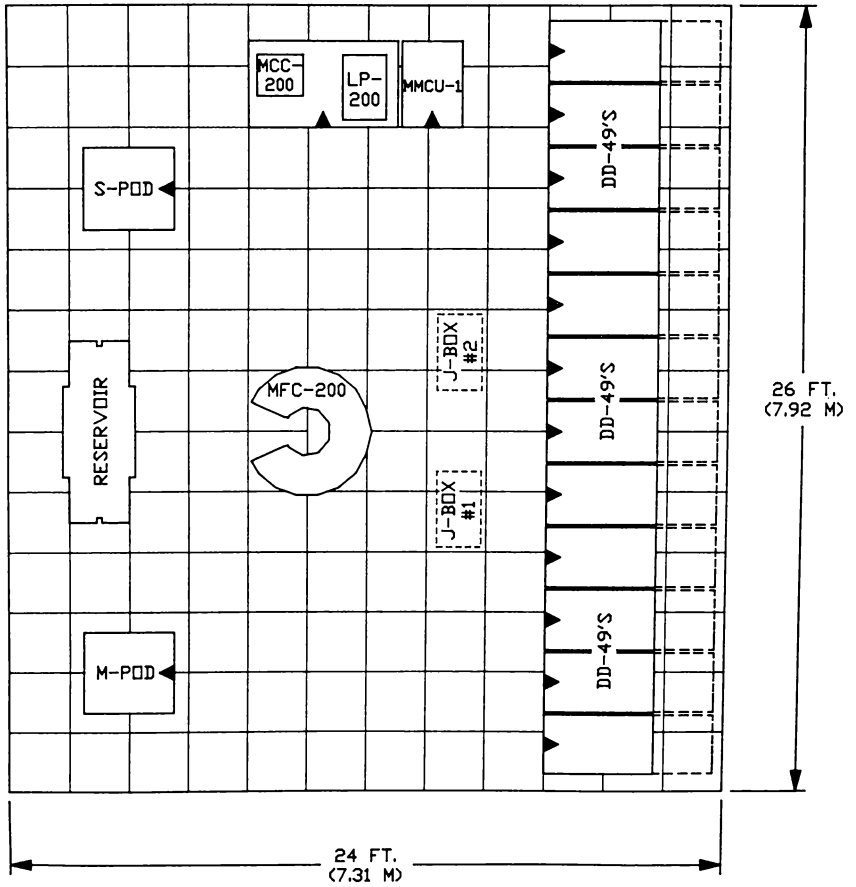 MCC-
200
LP-
200
MMCU-1
DD-49'S
S-POD
J-BOX
#2
MFC-200
RESERVOIR
DD-49'S
26 FT.
(7.92 M)
J-BOX
#1
DD-49'S
M-POD
24 FT.
(7.31 M)